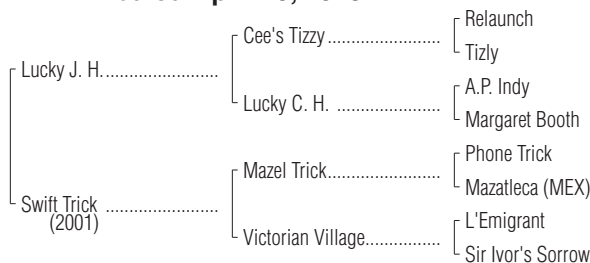 Relaunch
Cee's Tizzy
Tizly
Lucky J. H.
A.P. Indy
Lucky C. H.
Margaret Booth
Phone Trick
Mazel Trick
Mazatleca (MEX)
Swift Trick
(2001)
L'Emigrant
Victorian Village
Sir Ivor's Sorrow